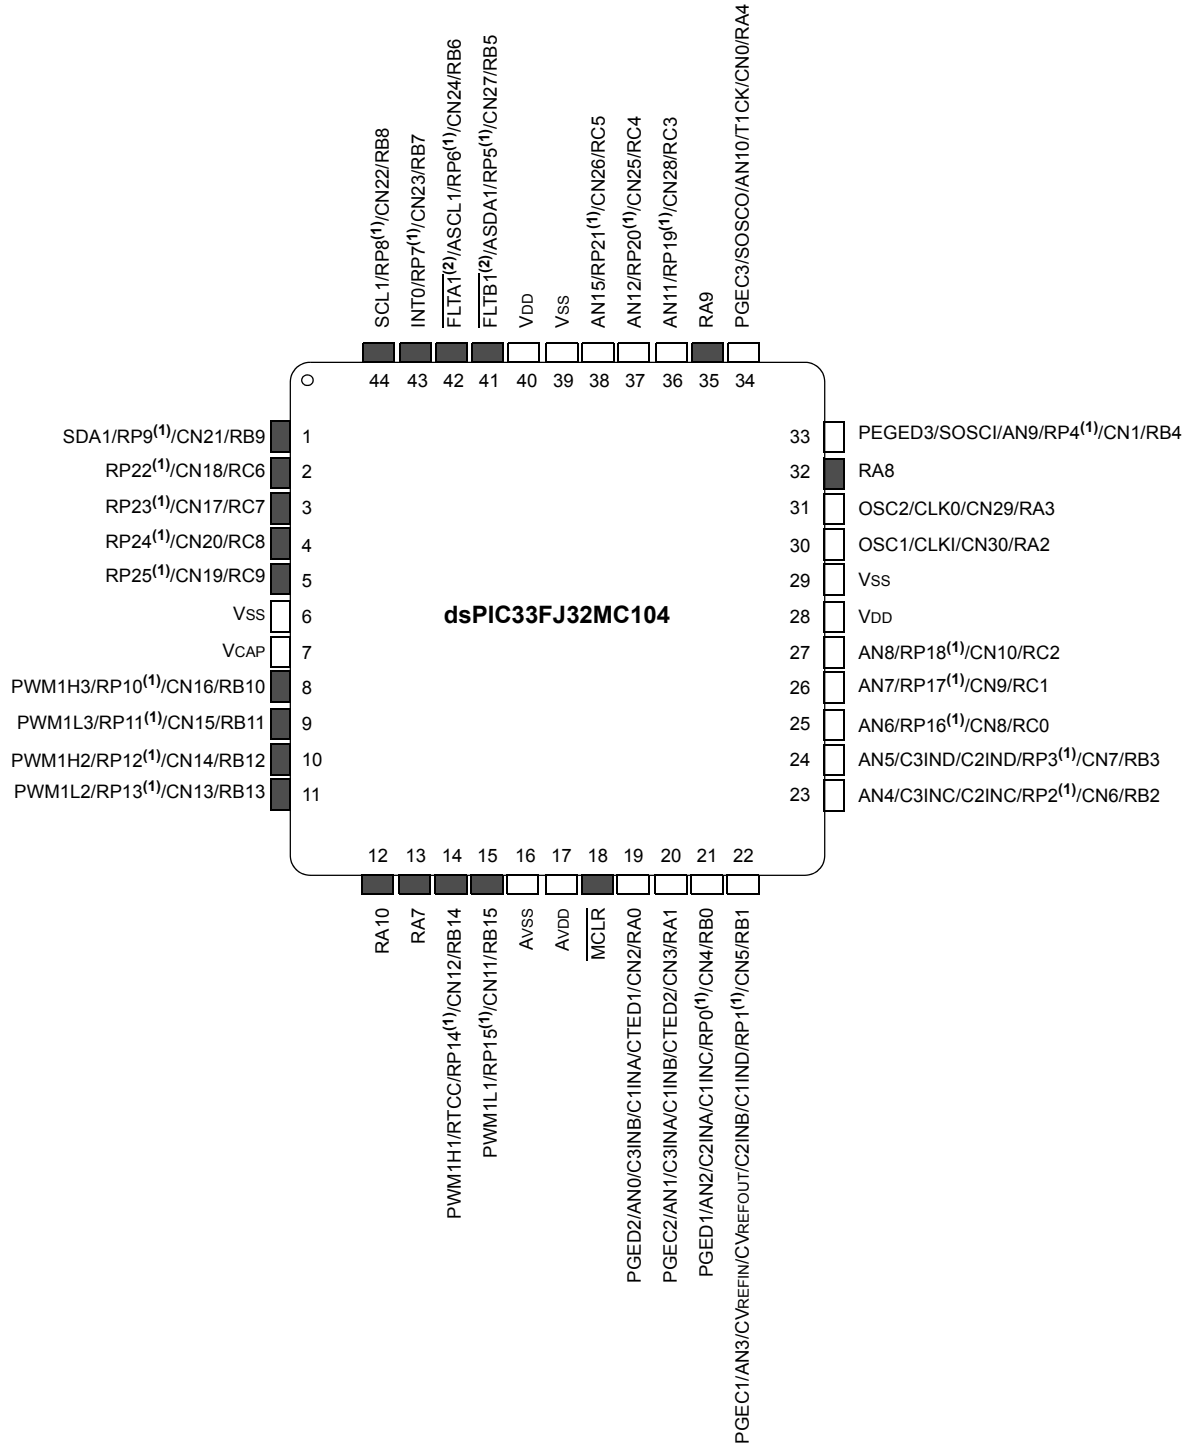 SCL1/RP8(1)/CN22/RB8
INT0/RP7(1)/CN23/RB7
FLTA1(2)/ASCL1/RP6(1)/CN24/RB6
FLTB1(2)/ASDA1/RP5(1)/CN27/RB5
VDD
VSS
AN15/RP21(1)/CN26/RC5
AN12/RP20(1)/CN25/RC4
AN11/RP19(1)/CN28/RC3
RA9
PGEC3/SOSCO/AN10/T1CK/CN0/RA4
44 43 42 41 40 39 38 37 36 35 34
SDA1/RP9(1)/CN21/RB9 1
RP22(1)/CN18/RC6 2
RP23(1)/CN17/RC7 3
RP24(1)/CN20/RC8 4
RP25(1)/CN19/RC9 5
VSS 6
VCAP 7
PWM1H3/RP10(1)/CN16/RB10 8
PWM1L3/RP11(1)/CN15/RB11 9
PWM1H2/RP12(1)/CN14/RB12 10
PWM1L2/RP13(1)/CN13/RB13 11
dsPIC33FJ32MC104
33 PEGED3/SOSCI/AN9/RP4(1)/CN1/RB4
32 RA8
31 OSC2/CLK0/CN29/RA3
30 OSC1/CLKI/CN30/RA2
29 VSS
28 VDD
27 AN8/RP18(1)/CN10/RC2
26 AN7/RP17(1)/CN9/RC1
25 AN6/RP16(1)/CN8/RC0
24 AN5/C3IND/C2IND/RP3(1)/CN7/RB3
23 AN4/C3INC/C2INC/RP2(1)/CN6/RB2
12 13 14 15 16 17 18 19 20 21 22
RA10
RA7
PWM1H1/RTCC/RP14(1)/CN12/RB14
PWM1L1/RP15(1)/CN11/RB15
AVSS
AVDD
MCLR
PGED2/AN0/C3INB/C1INA/CTED1/CN2/RA0
PGEC2/AN1/C3INA/C1INB/CTED2/CN3/RA1
PGED1/AN2/C2INA/C1INC/RP0(1)/CN4/RB0
PGEC1/AN3/CVREFIN/CVREFOUT/C2INB/C1IND/RP1(1)/CN5/RB1